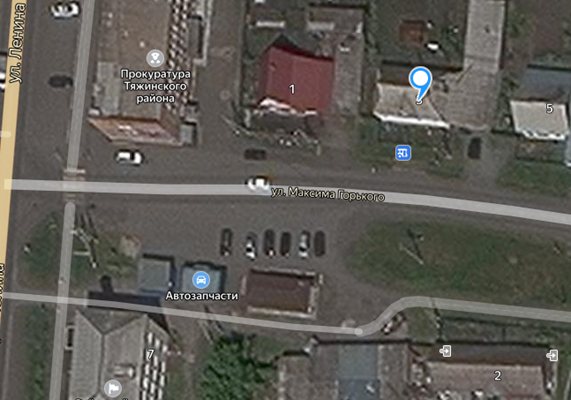 ул. Ленина
Прокуратура
Тяжинского
района
1
3
5
ул. Максима Горького
Автозапчасти
7
2